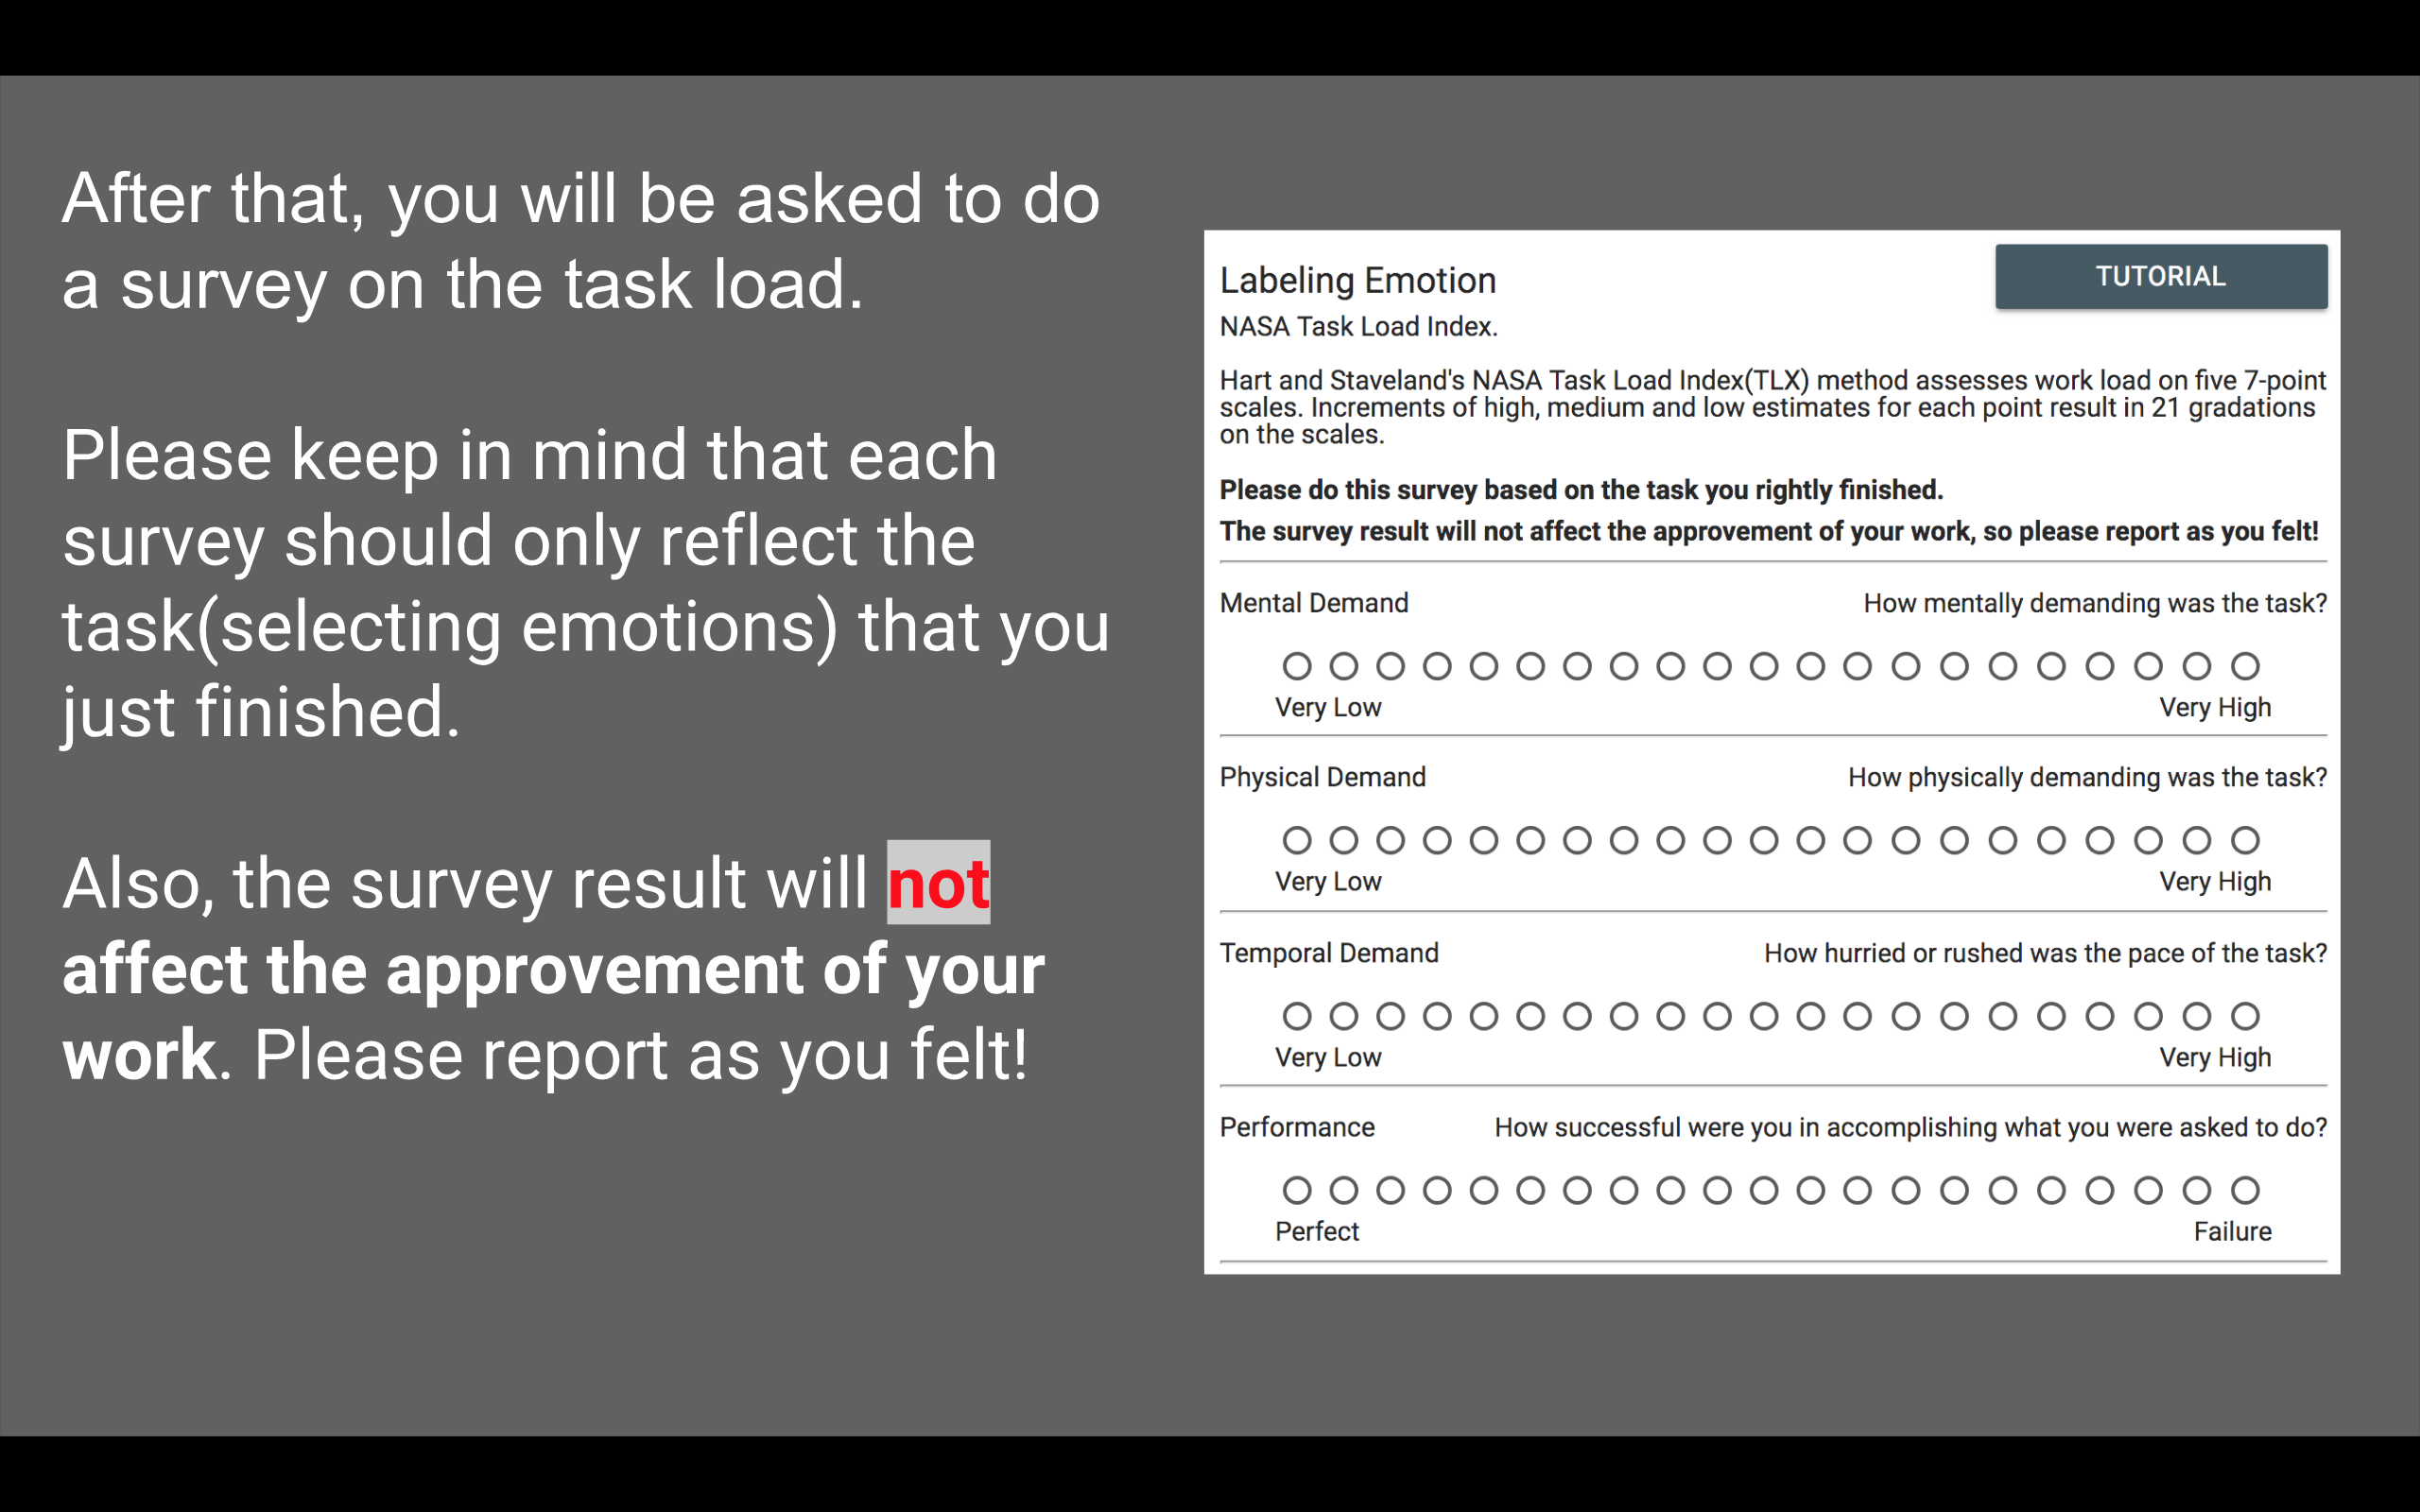 After that, you will be asked to do
a survey on the task load.
Please keep in mind that each
survey should only reflect the
task(selecting emotions) that you
just finished.
Also, the survey result will not
affect the approvement of your
work. Please report as you felt!
Labeling Emotion
TUTORIAL
NASA Task Load Index.
Hart and Staveland's NASA Task Load Index(TLX) method assesses work load on five 7-point
scales. Increments of high, medium and low estimates for each point result in 21 gradations
on the scales.
Please do this survey based on the task you rightly finished.
The survey result will not affect the approvement of your work, so please report as you felt!
Mental Demand How mentally demanding was the task?
Very Low Very High
Physical Demand How physically demanding was the task?
Very Low Very High
Temporal Demand How hurried or rushed was the pace of the task?
Very Low Very High
Performance How successful were you in accomplishing what you were asked to do?
Perfect Failure